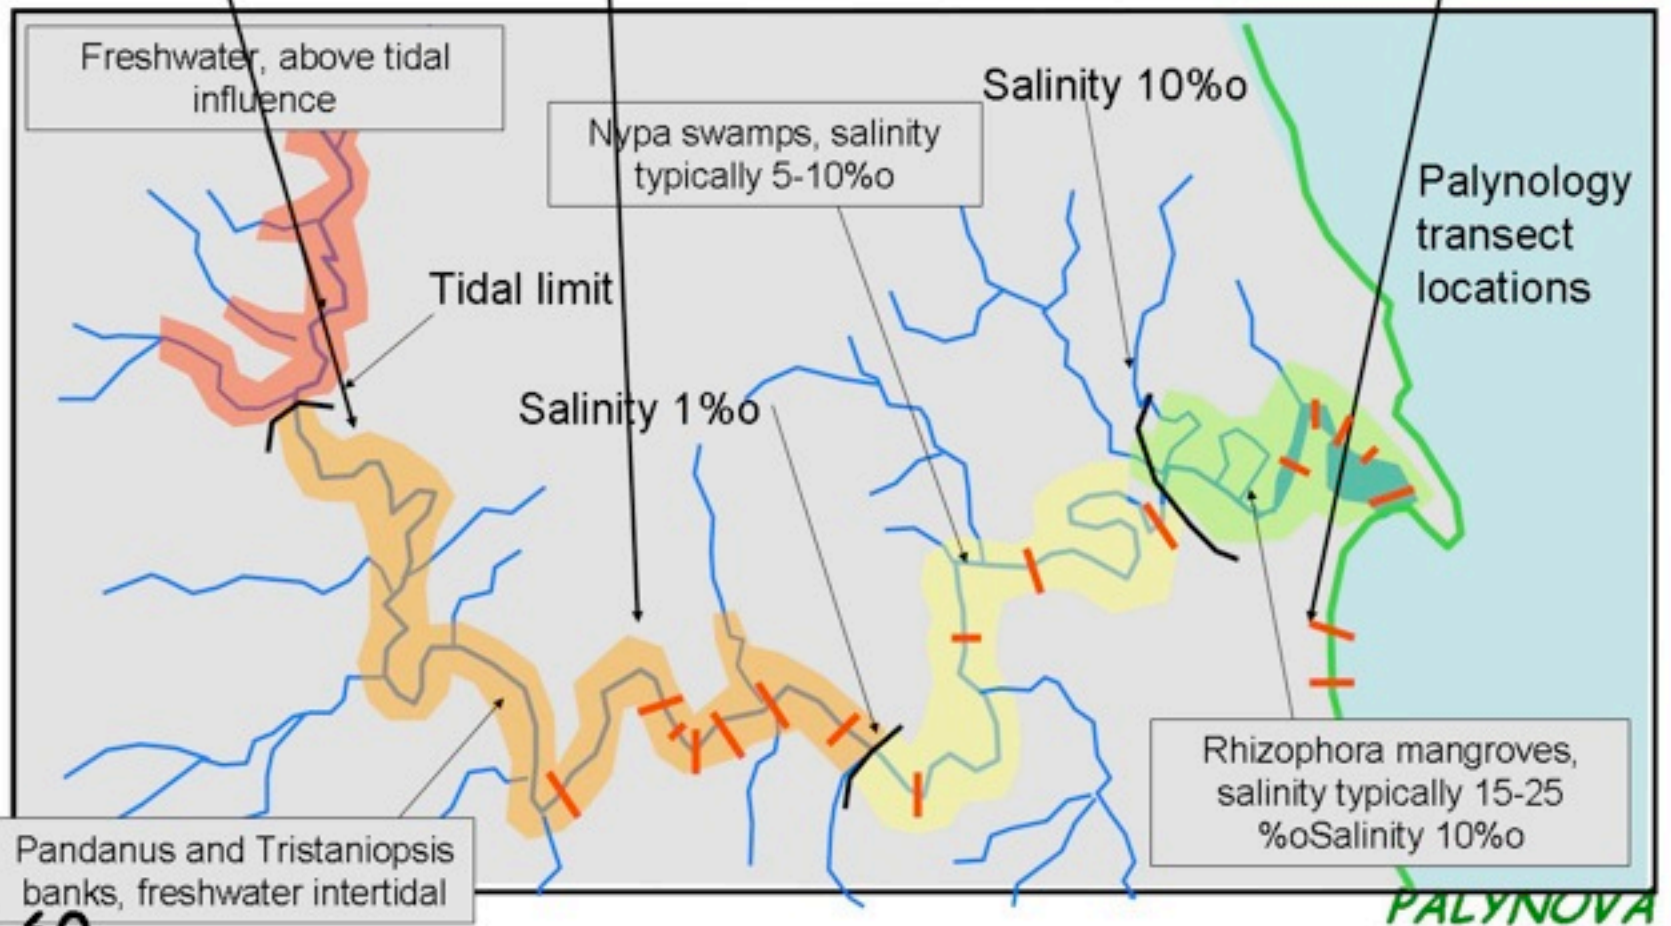 Freshwater, above tidal
influence
Salinity 10%o
Nypa swamps, salinity
typically 5-10%o
Palynology
transect
locations
Tidal limit
Salinity 1%o
Rhizophora mangroves,
salinity typically 15-25
%oSalinity 10%o
Pandanus and Tristaniopsis
banks, freshwater intertidal
PALYNOVA